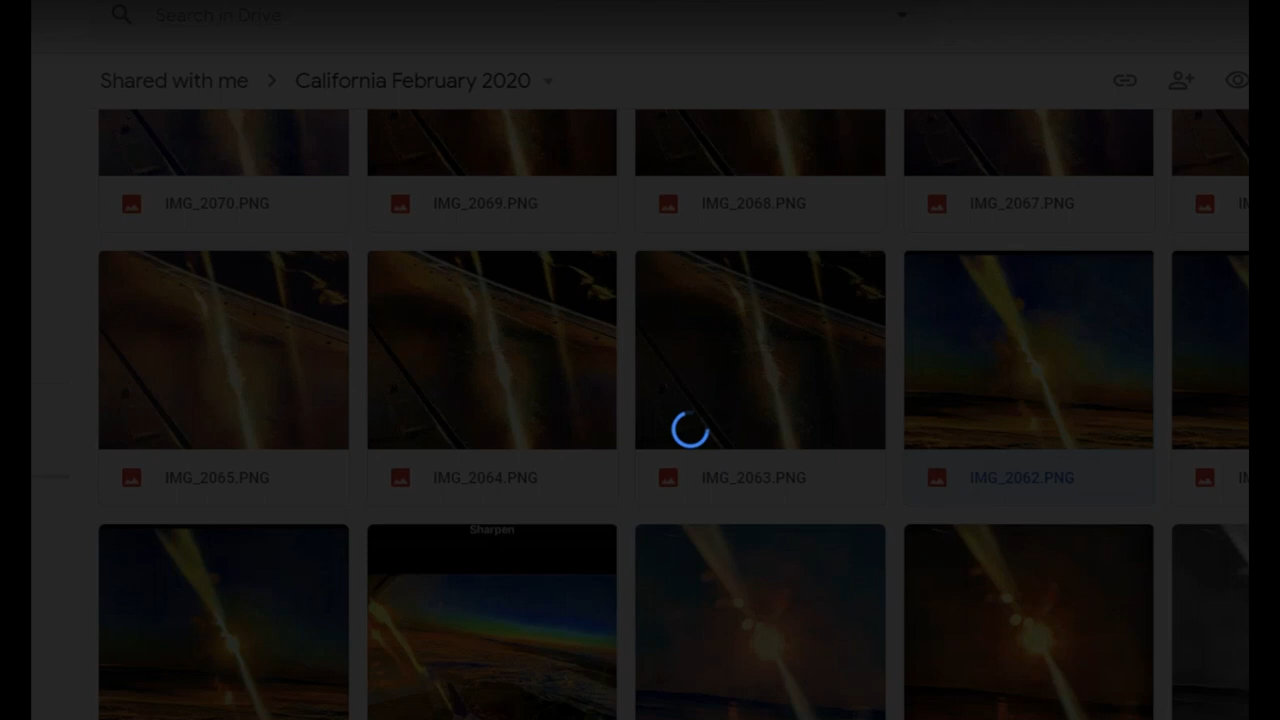 Search in Drive
Shared with me > California February 2020
IMG_2070.PNG
IMG_2069.PNG
IMG_2068.PNG
IMG_2067.PNG
IMG_2065.PNG
IMG_2064.PNG
IMG_2063.PNG
IMG_2062.PNG
Sharpen